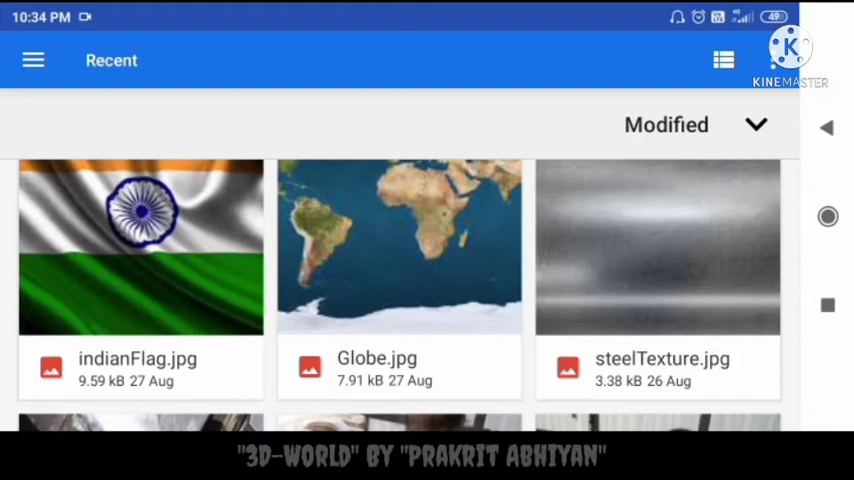 10:34 PM 4G 49
Recent
K
KINEMASTER
Modified
indianFlag.jpg
9.59 kB 27 Aug
Globe.jpg
7.91 kB 27 Aug
steelTexture.jpg
3.38 kB 26 Aug
"3D-WORLD" BY "PRAKRIT ABHIYAN"